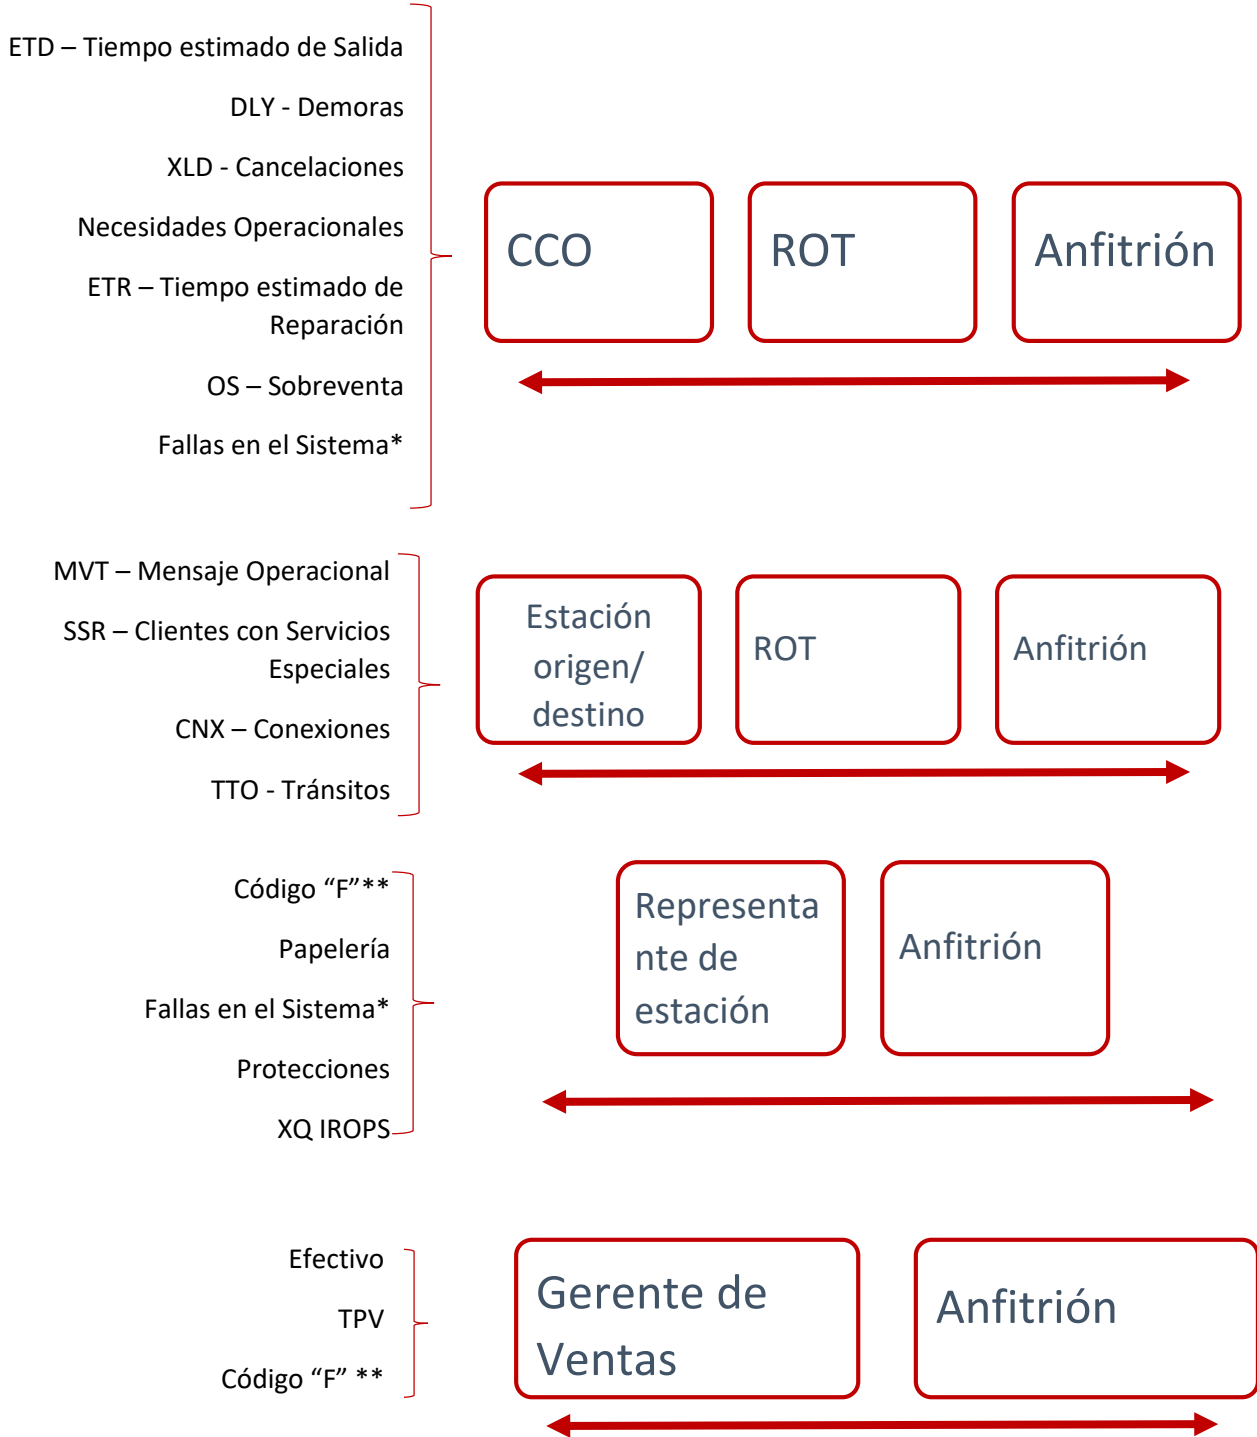 ETD – Tiempo estimado de Salida
DLY - Demoras
XLD - Cancelaciones
Necesidades Operacionales
ETR – Tiempo estimado de
Reparación
OS – Sobreventa
Fallas en el Sistema*
CCO
ROT
Anfitrión
MVT – Mensaje Operacional
SSR – Clientes con Servicios
Especiales
CNX – Conexiones
TTO - Tránsitos
Estación
origen/
destino
ROT
Anfitrión
Código “F”**
Papelería
Fallas en el Sistema*
Protecciones
XQ IROPS
Representa
nte de
estación
Anfitrión
Efectivo
TPV
Código “F” **
Gerente de
Ventas
Anfitrión